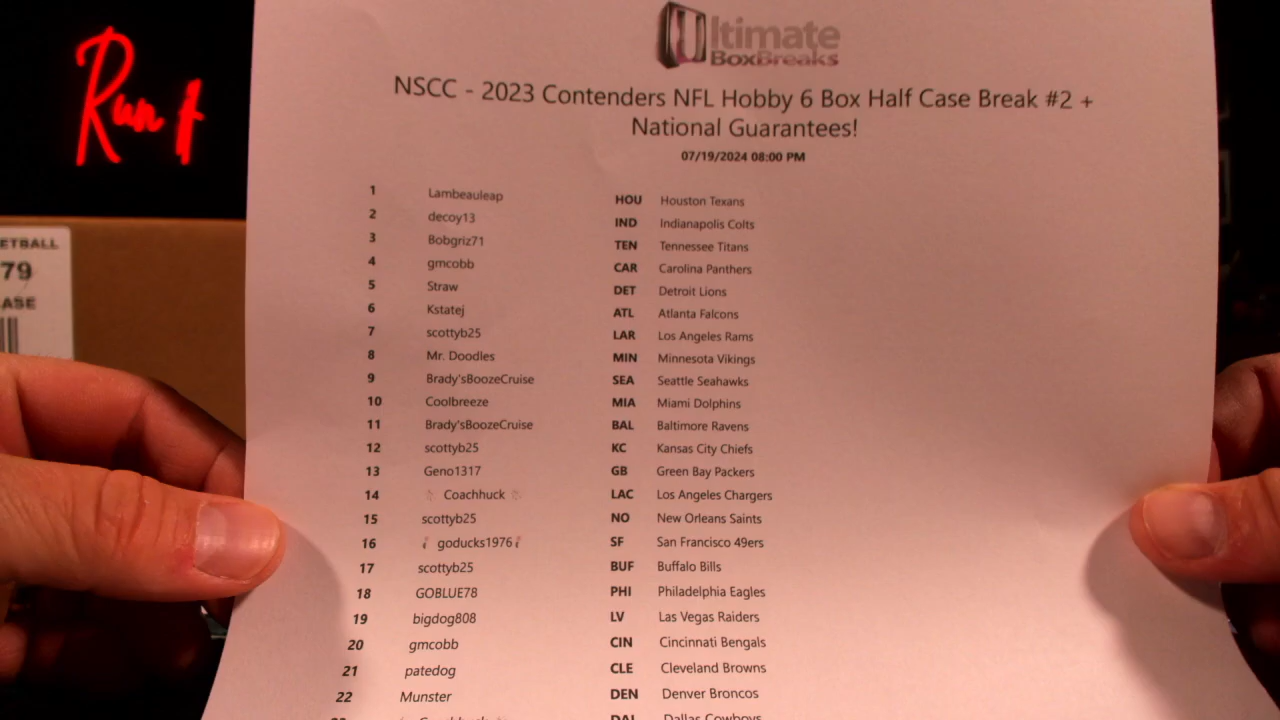 Run it
ETBALL
79
ASE
Ultimate
BoxBreaks
NSCC - 2023 Contenders NFL Hobby 6 Box Half Case Break #2 +
National Guarantees!
07/19/2024 08:00 PM
1 Lambeauleap HOU Houston Texans
2 decoy13 IND Indianapolis Colts
3 Bobgriz71 TEN Tennessee Titans
4 gmcobb CAR Carolina Panthers
5 Straw DET Detroit Lions
6 Kstatej ATL Atlanta Falcons
7 scottyb25 LAR Los Angeles Rams
8 Mr. Doodles MIN Minnesota Vikings
9 Brady'sBoozeCruise SEA Seattle Seahawks
10 Coolbreeze MIA Miami Dolphins
11 Brady'sBoozeCruise BAL Baltimore Ravens
12 scottyb25 KC Kansas City Chiefs
13 Geno1317 GB Green Bay Packers
14 Coachhuck LAC Los Angeles Chargers
15 scottyb25 NO New Orleans Saints
16 goducks1976 SF San Francisco 49ers
17 scottyb25 BUF Buffalo Bills
18 GOBLUE78 PHI Philadelphia Eagles
19 bigdog808 LV Las Vegas Raiders
20 gmcobb CIN Cincinnati Bengals
21 patedog CLE Cleveland Browns
22 Munster DEN Denver Broncos
23 Coachhuck DAL Dallas Cowboys